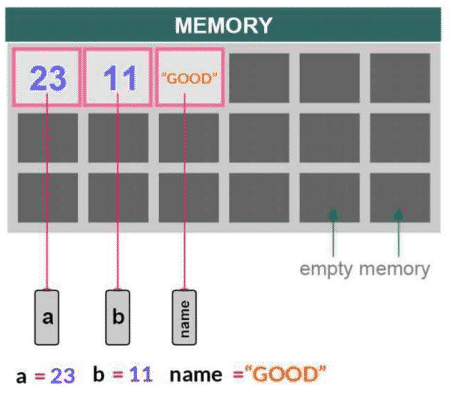 MEMORY
23 11 “GOOD”
empty memory
a b name
a = 23 b = 11 name =“GOOD”